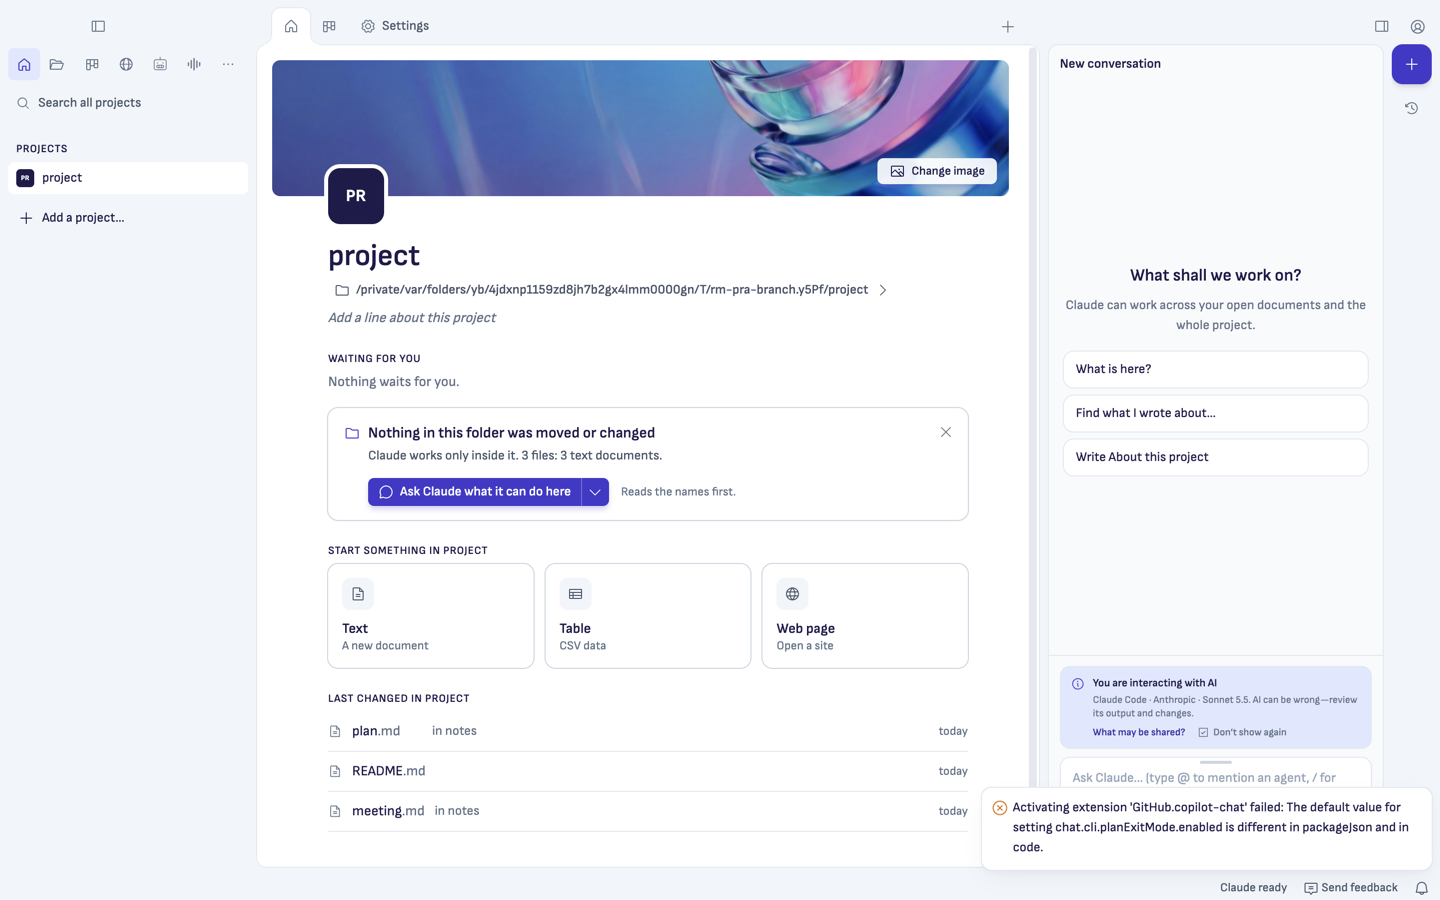 Settings
Search all projects
PROJECTS
PR
project
Add a project...
Change image
PR
project
/private/var/folders/yb/4jdxnp1159zd8jh7b2gx4lmm0000gn/T/rm-pra-branch.y5Pf/project
Add a line about this project
WAITING FOR YOU
Nothing waits for you.
Nothing in this folder was moved or changed
Claude works only inside it. 3 files: 3 text documents.
Ask Claude what it can do here
Reads the names first.
START SOMETHING IN PROJECT
Text
A new document
Table
CSV data
Web page
Open a site
LAST CHANGED IN PROJECT
plan.md in notes today
README.md today
meeting.md in notes today
New conversation
What shall we work on?
Claude can work across your open documents and the
whole project.
What is here?
Find what I wrote about...
Write About this project
You are interacting with AI
Claude Code · Anthropic · Sonnet 5.5. AI can be wrong—review
its output and changes.
What may be shared? Don't show again
Ask Claude... (type @ to mention an agent, / for
Activating extension 'GitHub.copilot-chat' failed: The default value for
setting chat.cli.planExitMode.enabled is different in packageJson and in
code.
Claude ready
Send feedback